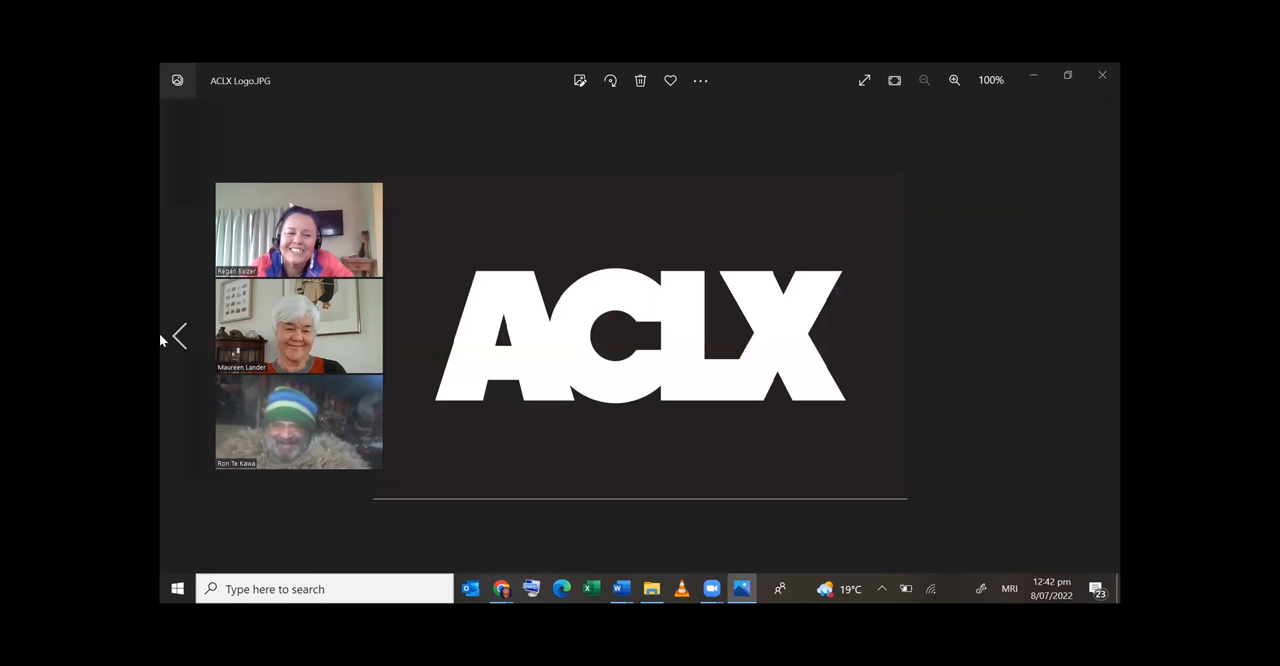 ACLX Logo.JPG
100%
Regan Balzer
Maureen Lander
Ron Te Kawa
ACLX
Type here to search
19°C
MRI
12:42 pm
8/07/2022
23